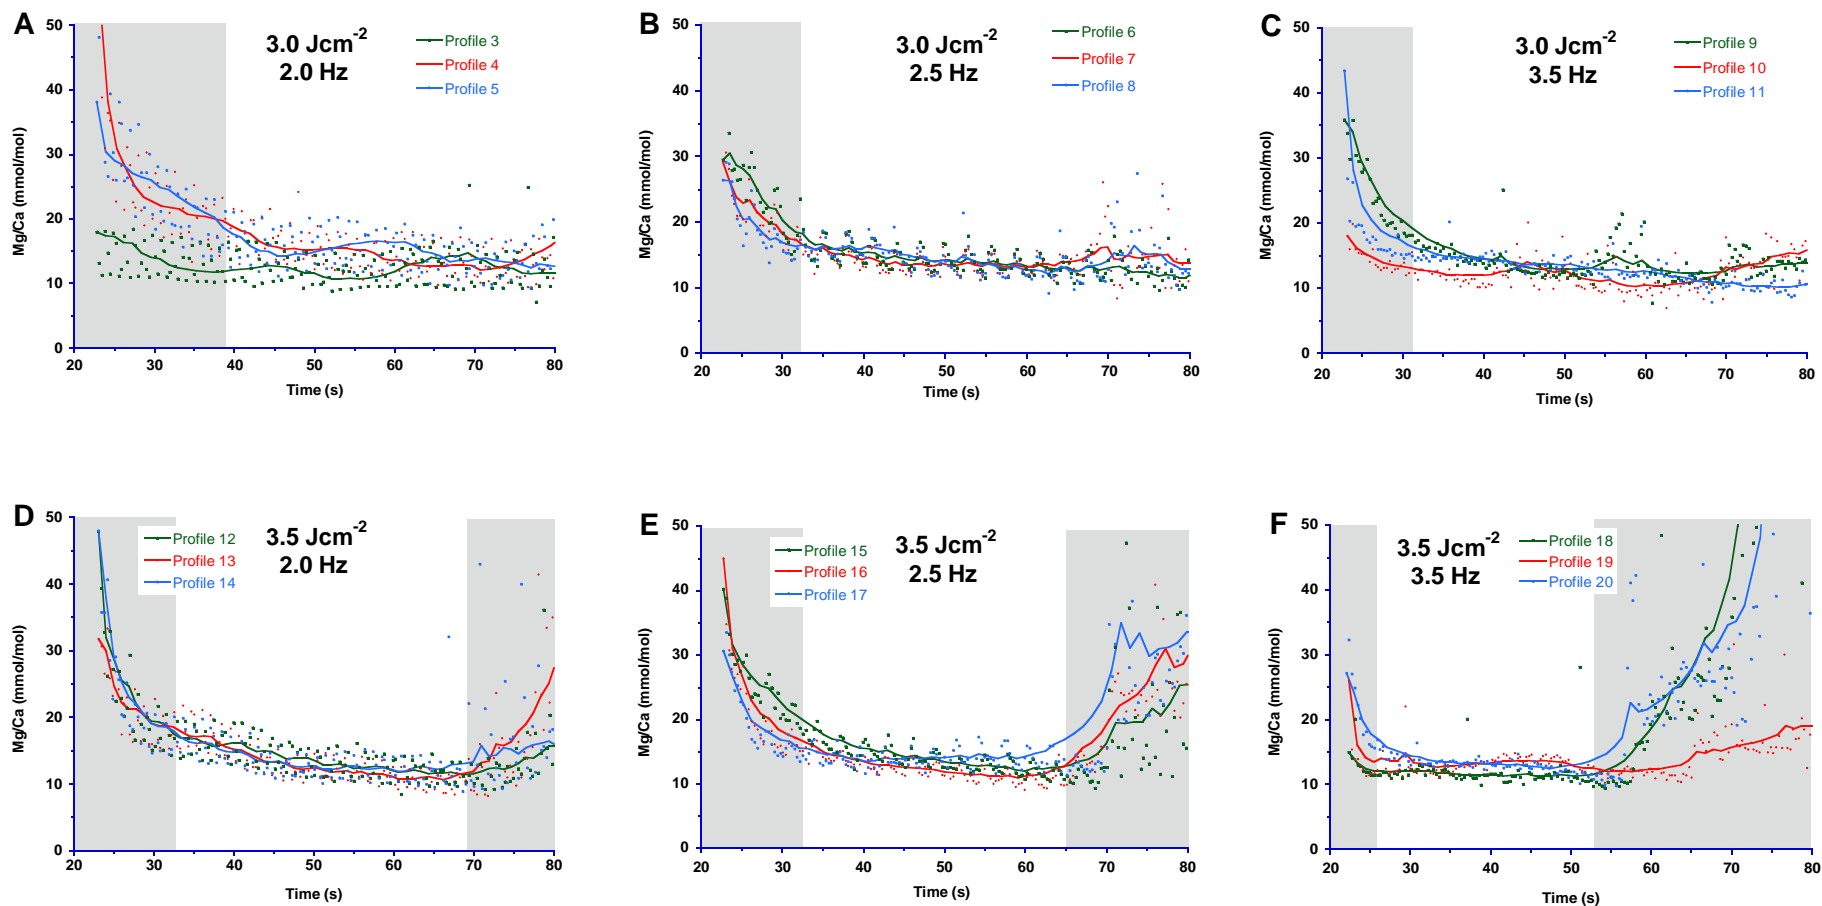 A
3.0 Jcm-2
2.0 Hz
Profile 3
Profile 4
Profile 5
Mg/Ca (mmol/mol)
50
40
30
20
10
0
20 30 40 50 60 70 80
Time (s)
B
3.0 Jcm-2
2.5 Hz
Profile 6
Profile 7
Profile 8
Mg/Ca (mmol/mol)
50
40
30
20
10
0
20 30 40 50 60 70 80
Time (s)
C
3.0 Jcm-2
3.5 Hz
Profile 9
Profile 10
Profile 11
Mg/Ca (mmol/mol)
50
40
30
20
10
0
20 30 40 50 60 70 80
Time (s)
D
3.5 Jcm-2
2.0 Hz
Profile 12
Profile 13
Profile 14
Mg/Ca (mmol/mol)
50
40
30
20
10
0
20 30 40 50 60 70 80
Time (s)
E
3.5 Jcm-2
2.5 Hz
Profile 15
Profile 16
Profile 17
Mg/Ca (mmol/mol)
50
40
30
20
10
0
20 30 40 50 60 70 80
Time (s)
F
3.5 Jcm-2
3.5 Hz
Profile 18
Profile 19
Profile 20
Mg/Ca (mmol/mol)
50
40
30
20
10
0
20 30 40 50 60 70 80
Time (s)